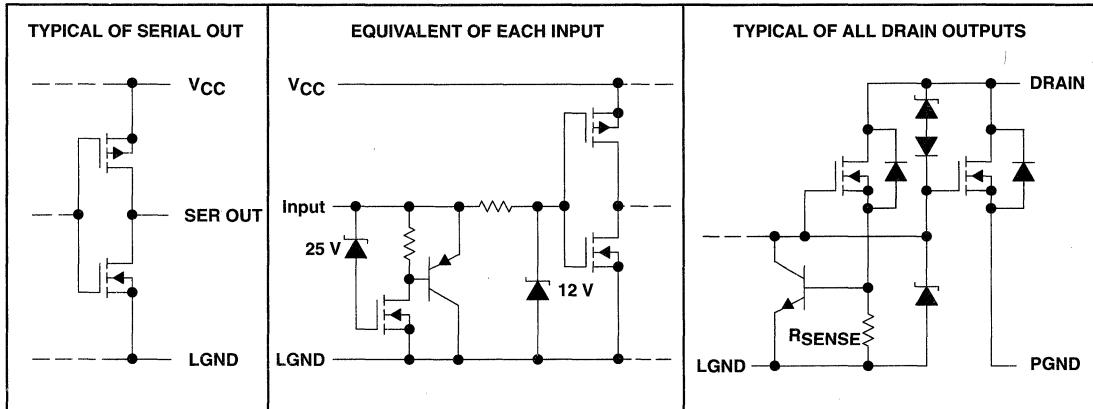 TYPICAL OF SERIAL OUT
VCC
SER OUT
LGND
EQUIVALENT OF EACH INPUT
VCC
Input
25 V
12 V
LGND
TYPICAL OF ALL DRAIN OUTPUTS
DRAIN
RSENSE
LGND
PGND